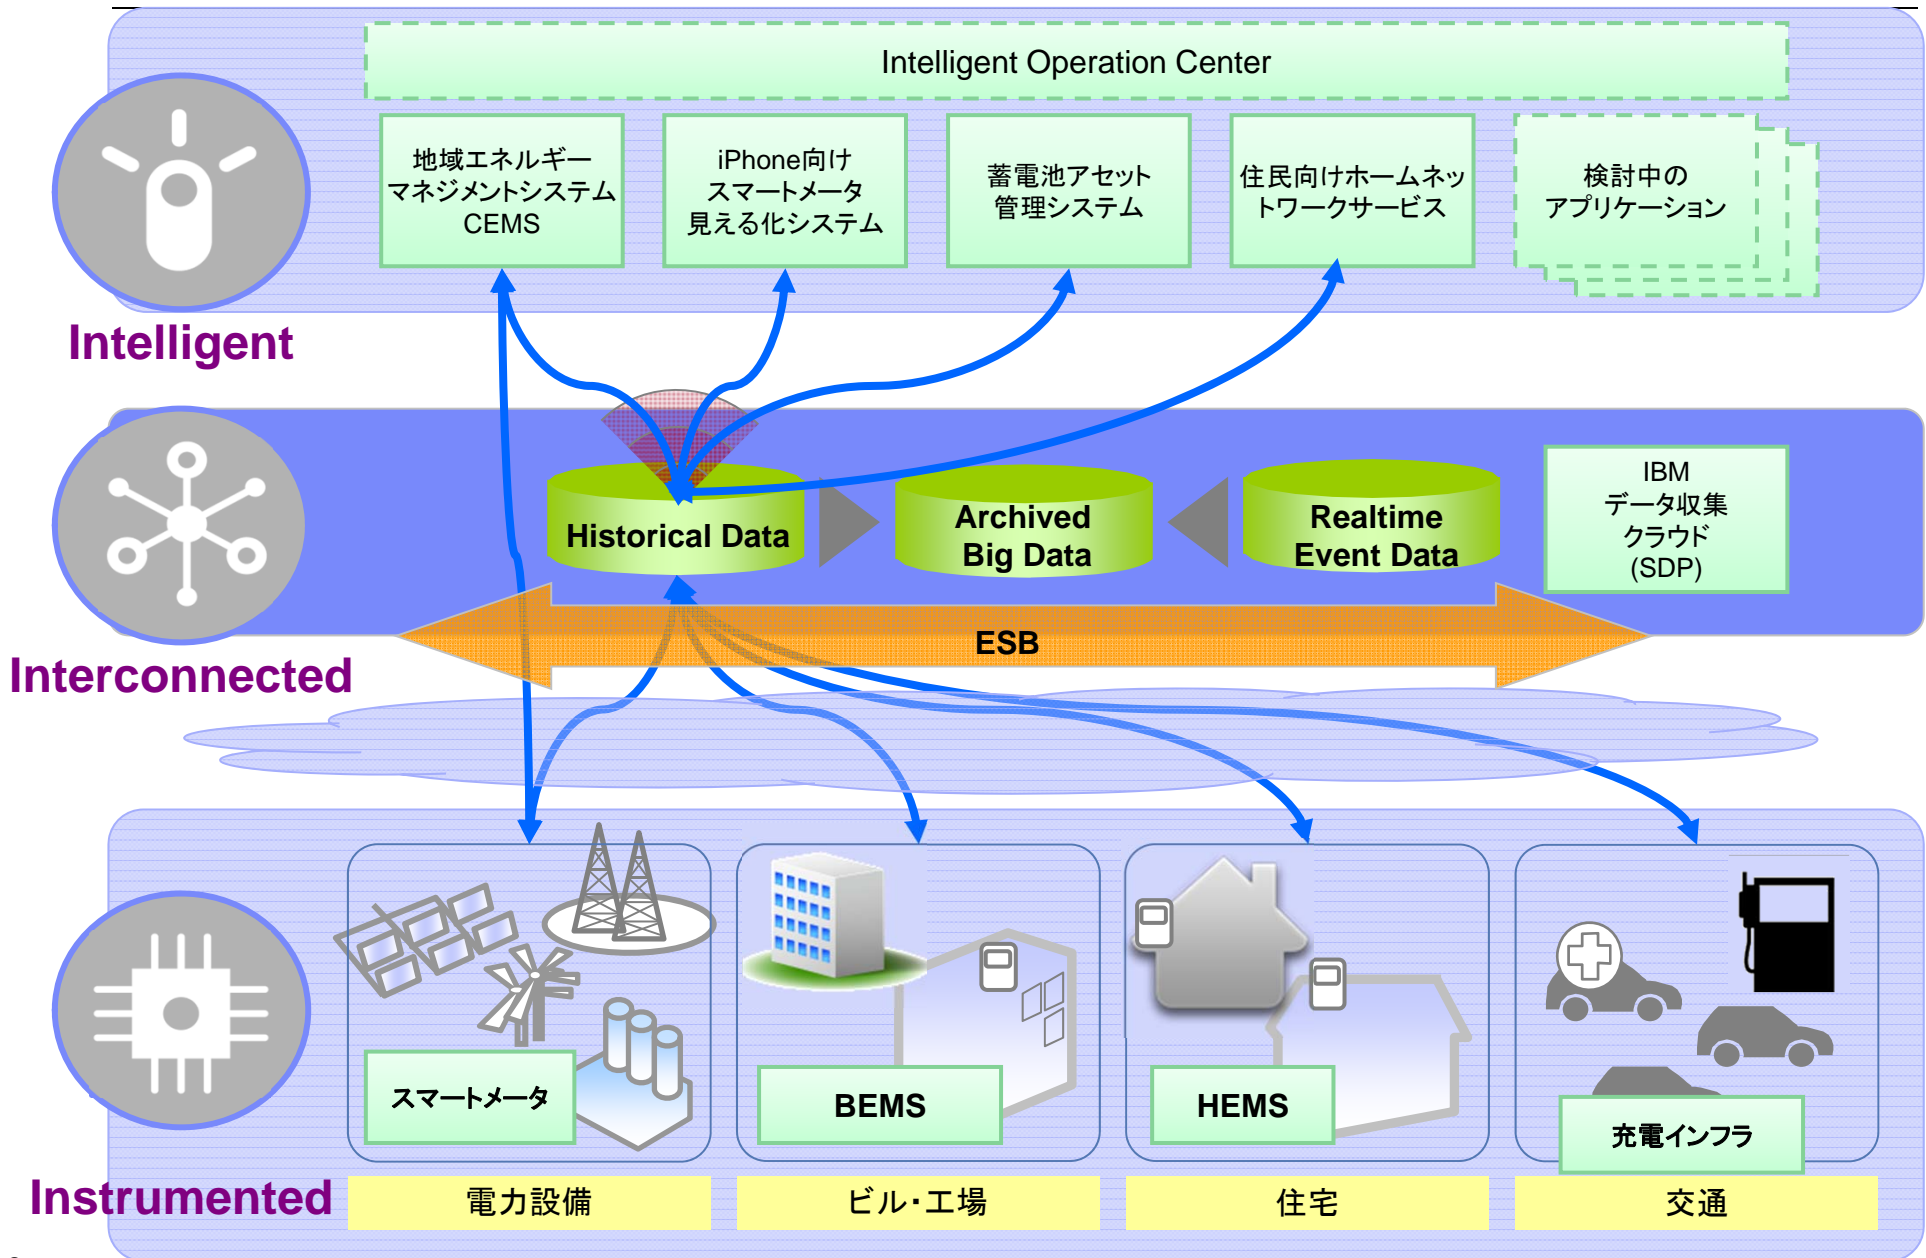 Intelligent Operation Center
地域エネルギー
マネジメントシステム
CEMS
iPhone向け
スマートメータ
見える化システム
蓄電池アセット
管理システム
住民向けホームネッ
トワークサービス
検討中の
アプリケーション
Intelligent
Historical Data
Archived
Big Data
Realtime
Event Data
IBM
データ収集
クラウド
(SDP)
ESB
Interconnected
スマートメータ
BEMS
HEMS
充電インフラ
Instrumented
電力設備
ビル・工場
住宅
交通